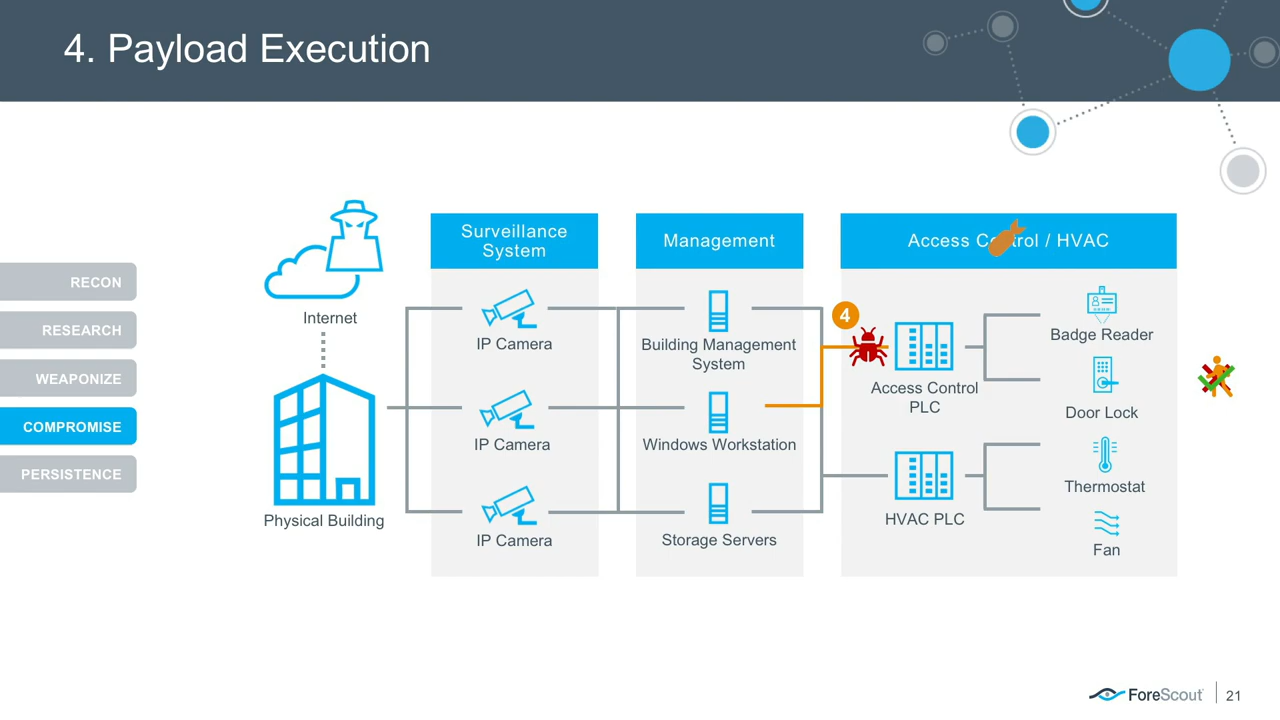 4. Payload Execution
RECON
RESEARCH
WEAPONIZE
COMPROMISE
PERSISTENCE
Internet
Physical Building
Surveillance
System
IP Camera
IP Camera
IP Camera
Management
Building Management
System
Windows Workstation
Storage Servers
Access Control / HVAC
4
Access Control
PLC
HVAC PLC
Badge Reader
Door Lock
Thermostat
Fan
ForeScout
21